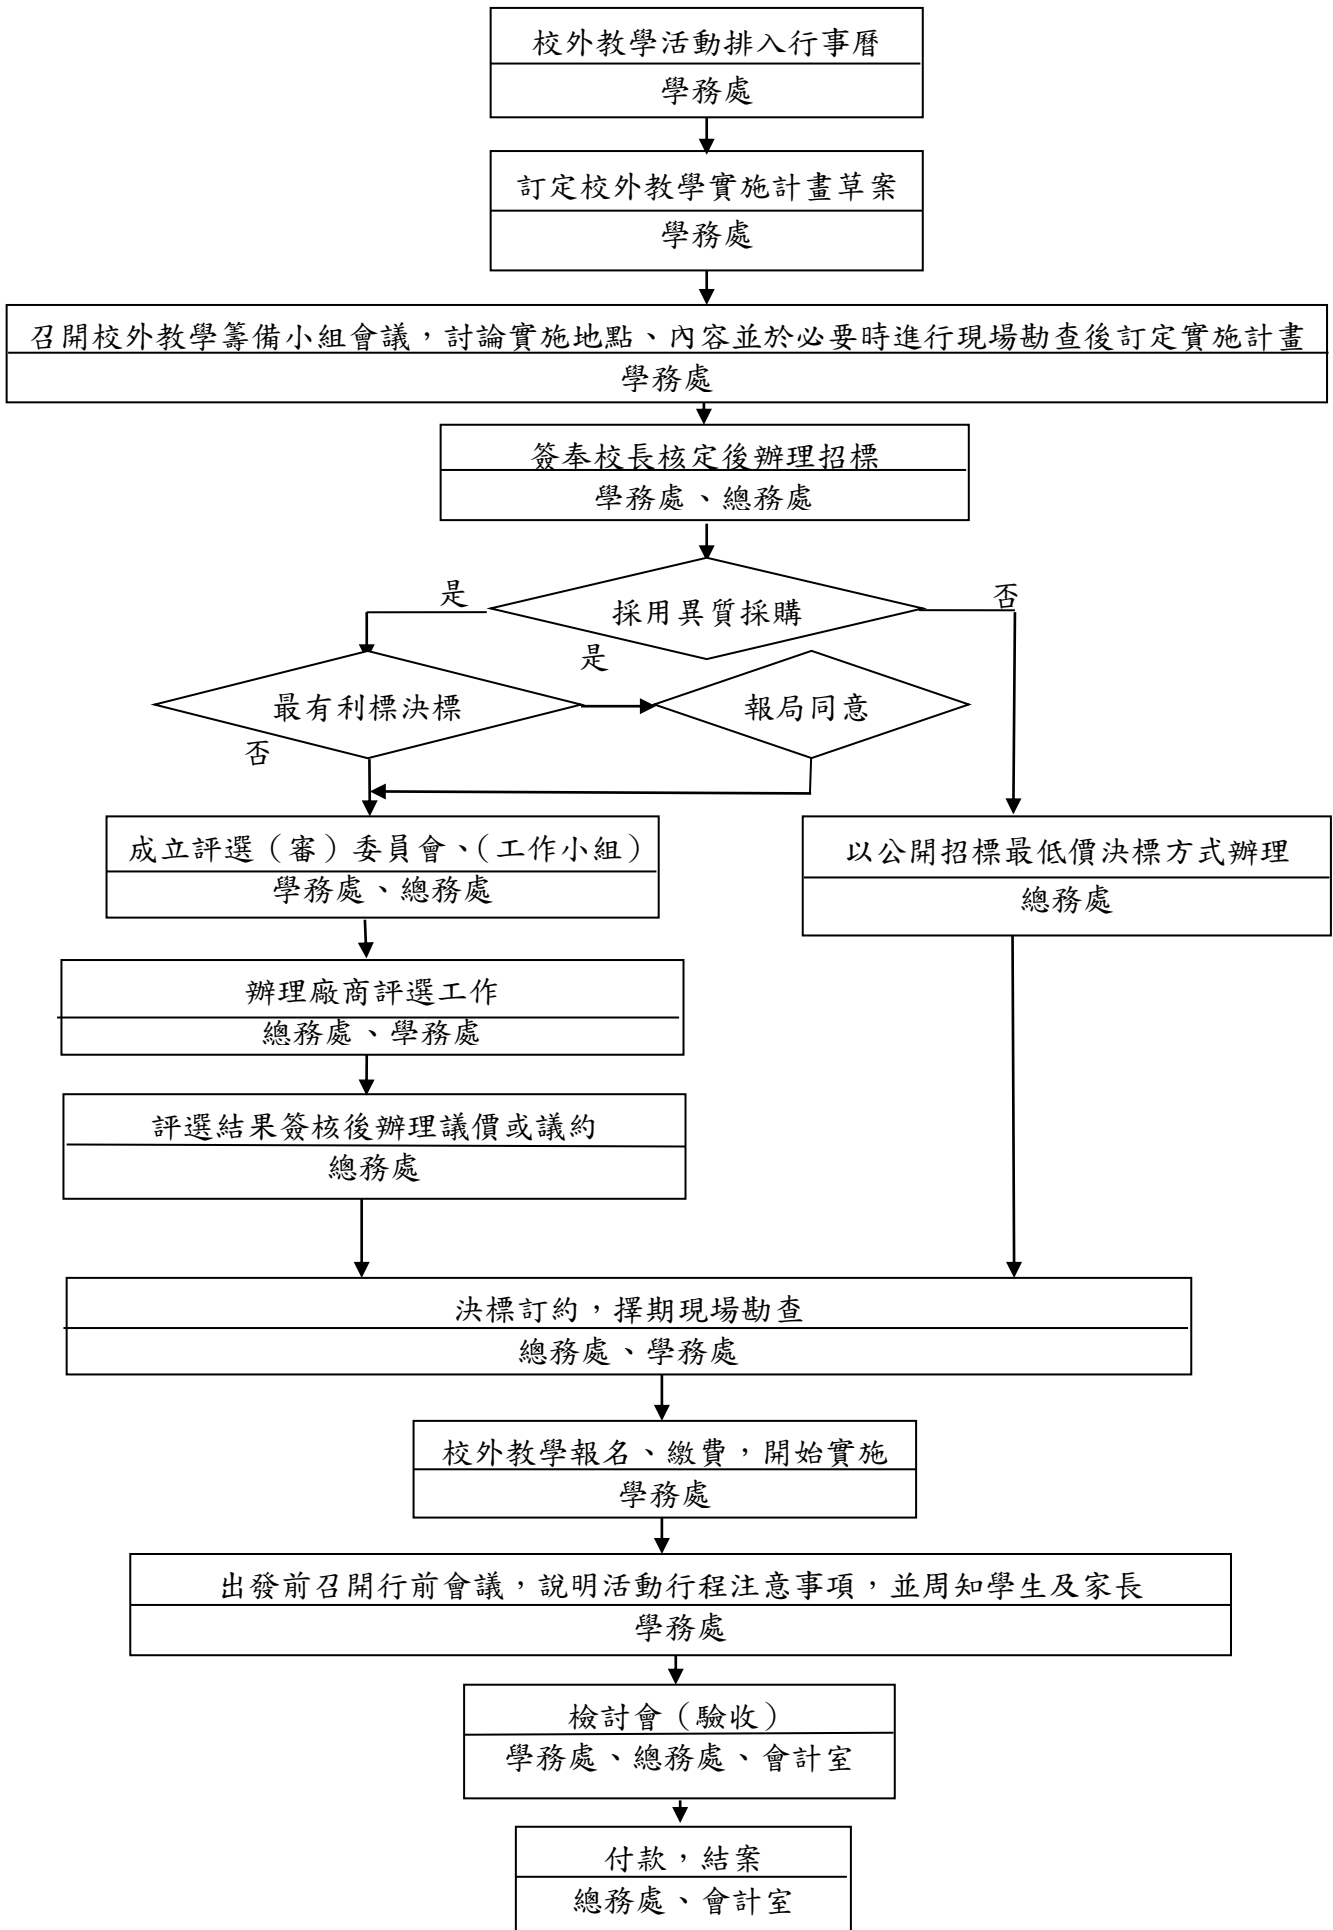 校外教學活動排入行事曆
學務處
訂定校外教學實施計畫草案
學務處
召開校外教學籌備小組會議，討論實施地點、內容並於必要時進行現場勘查後訂定實施計畫
學務處
簽奉校長核定後辦理招標
學務處、總務處
採用異質採購
是
否
最有利標決標
是
報局同意
否
成立評選（審）委員會、（工作小組）
學務處、總務處
以公開招標最低價決標方式辦理
總務處
辦理廠商評選工作
總務處、學務處
評選結果簽核後辦理議價或議約
總務處
決標訂約，擇期現場勘查
總務處、學務處
校外教學報名、繳費，開始實施
學務處
出發前召開行前會議，說明活動行程注意事項，並周知學生及家長
學務處
檢討會（驗收）
學務處、總務處、會計室
付款，結案
總務處、會計室